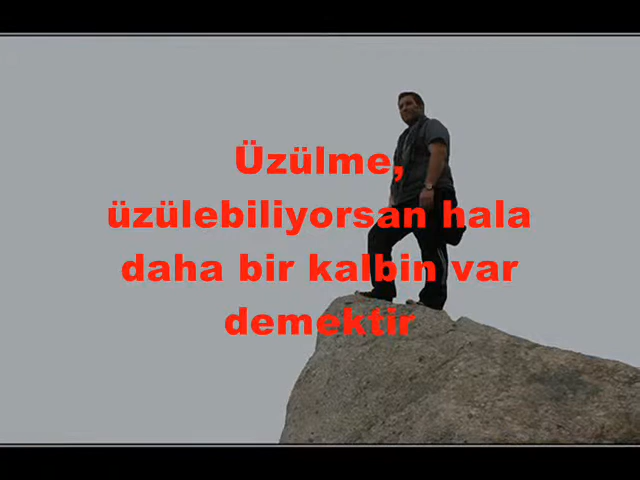 Üzülme,
üzülebiliyorsan hala
daha bir kalbin var
demektir